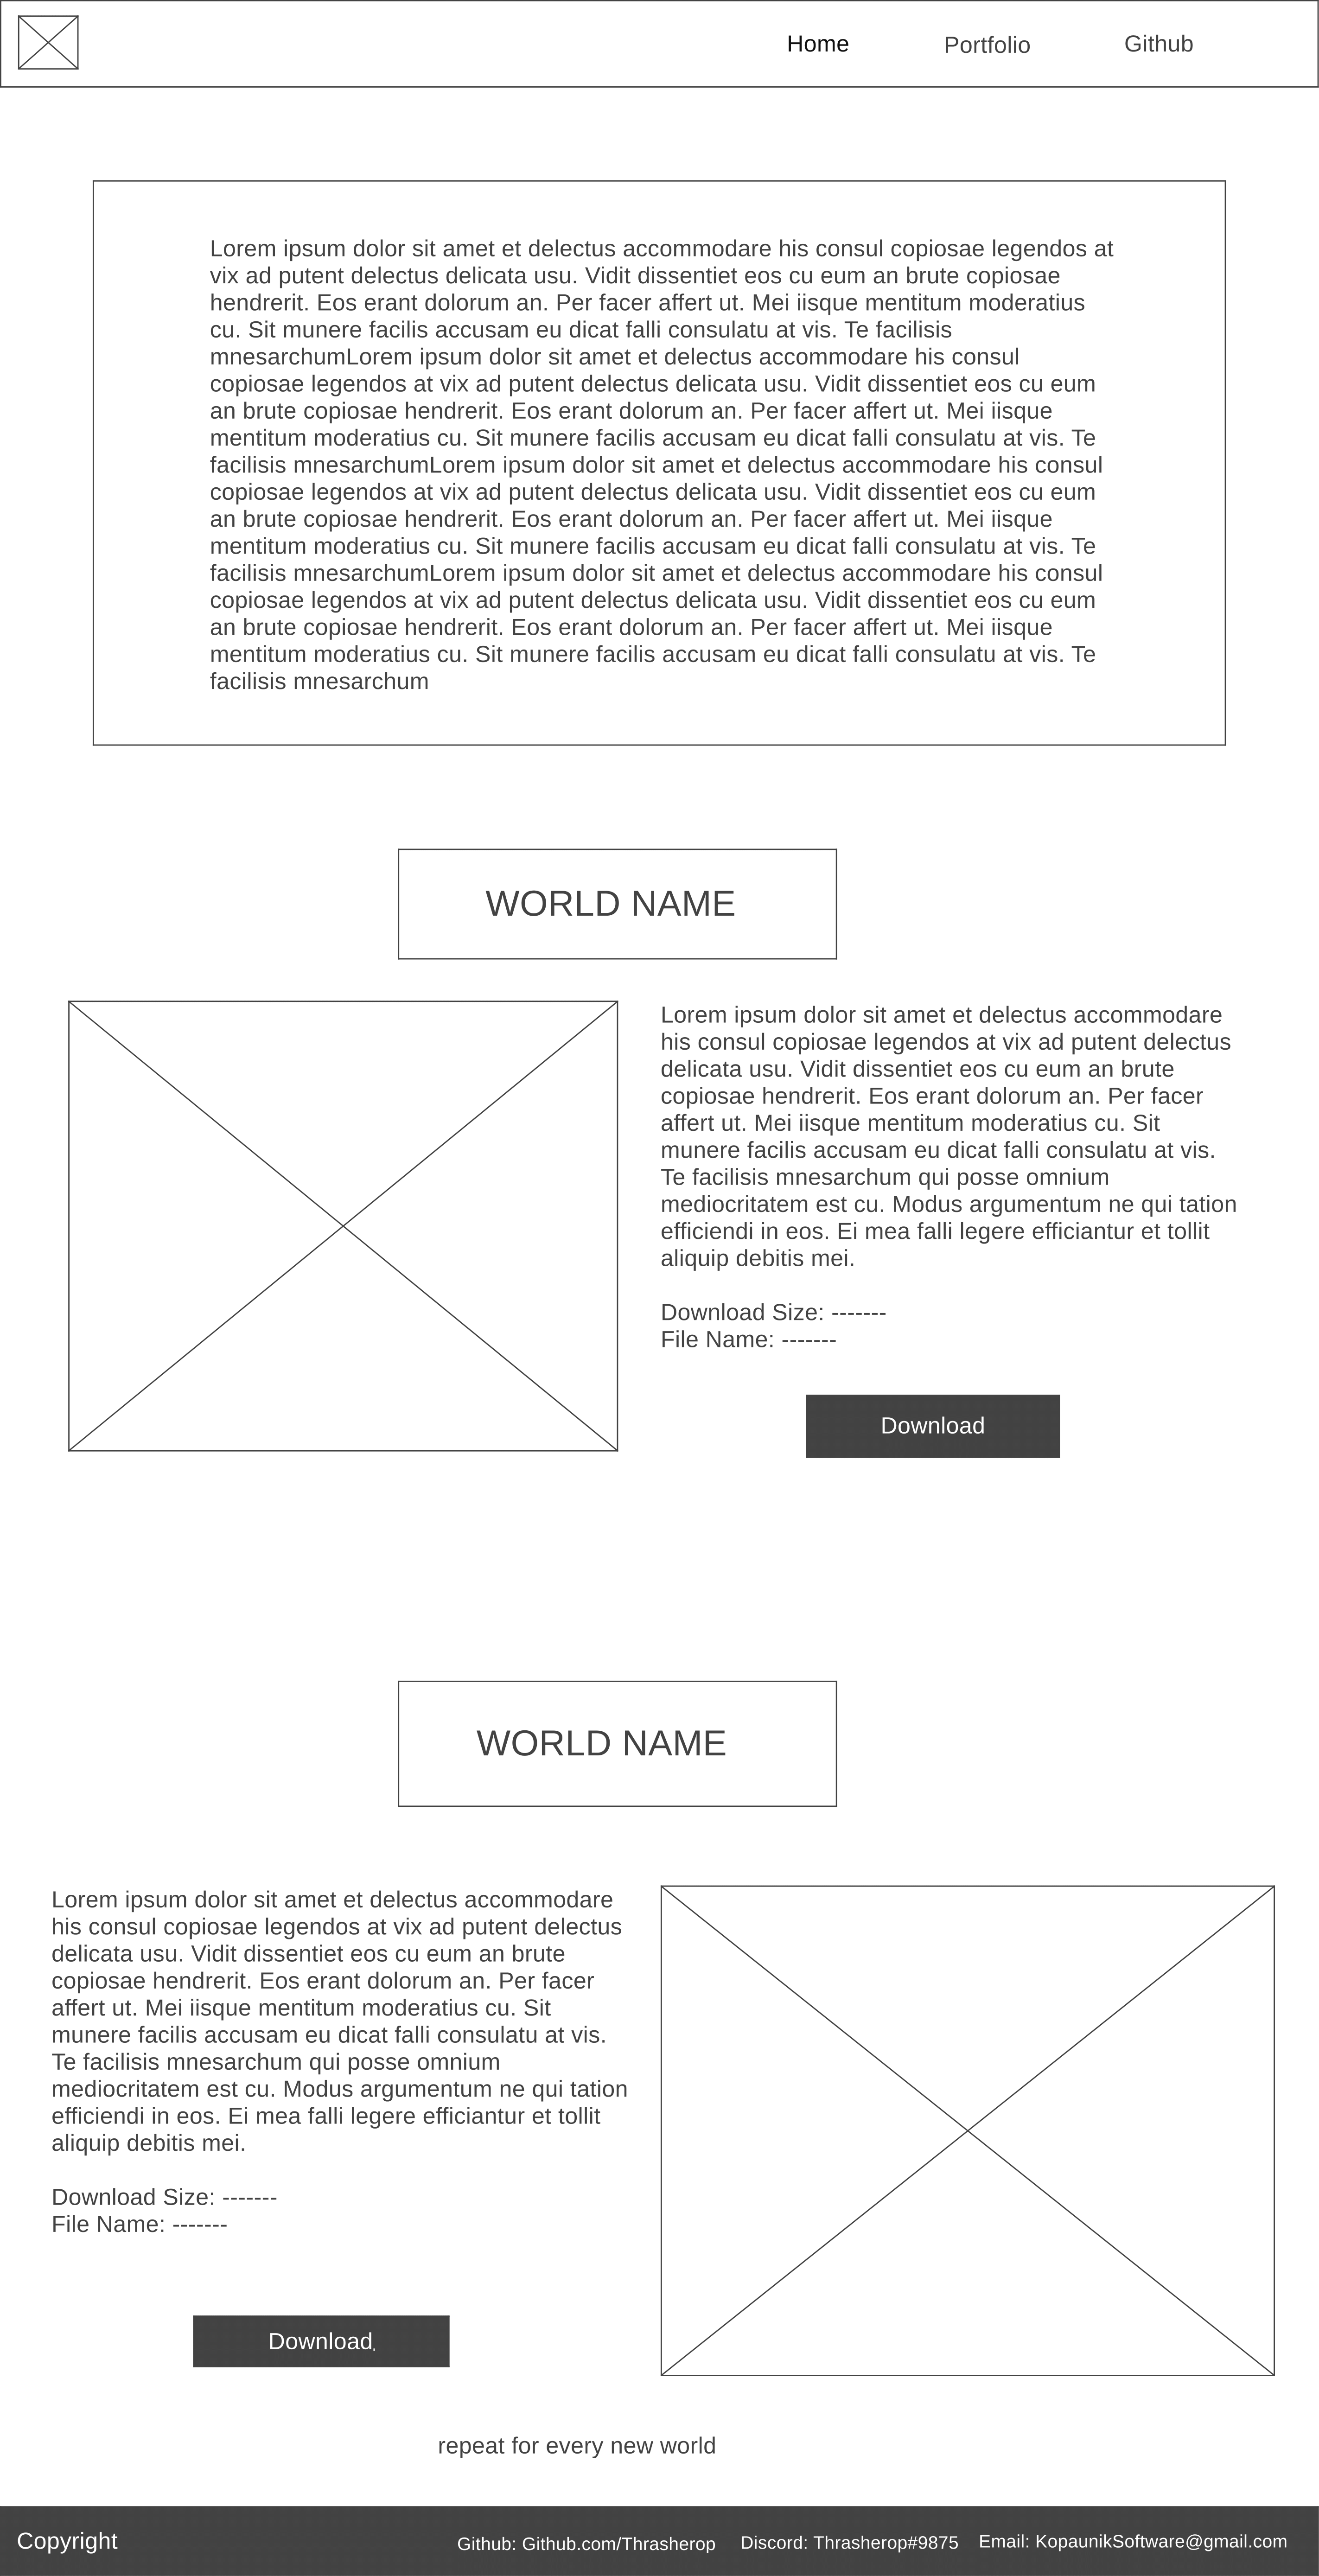 Home Portfolio Github
Lorem ipsum dolor sit amet et delectus accommodare his consul copiosae legendos at
vix ad putent delectus delicata usu. Vidit dissentiet eos cu eum an brute copiosae
hendrerit. Eos erant dolorum an. Per facer affert ut. Mei iisque mentitum moderatius
cu. Sit munere facilis accusam eu dicat falli consulatu at vis. Te facilisis
mnesarchumLorem ipsum dolor sit amet et delectus accommodare his consul
copiosae legendos at vix ad putent delectus delicata usu. Vidit dissentiet eos cu eum
an brute copiosae hendrerit. Eos erant dolorum an. Per facer affert ut. Mei iisque
mentitum moderatius cu. Sit munere facilis accusam eu dicat falli consulatu at vis. Te
facilisis mnesarchumLorem ipsum dolor sit amet et delectus accommodare his consul
copiosae legendos at vix ad putent delectus delicata usu. Vidit dissentiet eos cu eum
an brute copiosae hendrerit. Eos erant dolorum an. Per facer affert ut. Mei iisque
mentitum moderatius cu. Sit munere facilis accusam eu dicat falli consulatu at vis. Te
facilisis mnesarchumLorem ipsum dolor sit amet et delectus accommodare his consul
copiosae legendos at vix ad putent delectus delicata usu. Vidit dissentiet eos cu eum
an brute copiosae hendrerit. Eos erant dolorum an. Per facer affert ut. Mei iisque
mentitum moderatius cu. Sit munere facilis accusam eu dicat falli consulatu at vis. Te
facilisis mnesarchum
WORLD NAME
Lorem ipsum dolor sit amet et delectus accommodare
his consul copiosae legendos at vix ad putent delectus
delicata usu. Vidit dissentiet eos cu eum an brute
copiosae hendrerit. Eos erant dolorum an. Per facer
affert ut. Mei iisque mentitum moderatius cu. Sit
munere facilis accusam eu dicat falli consulatu at vis.
Te facilisis mnesarchum qui posse omnium
mediocritatem est cu. Modus argumentum ne qui tation
efficiendi in eos. Ei mea falli legere efficiantur et tollit
aliquip debitis mei.
Download Size: -------
File Name: -------
Download
WORLD NAME
Lorem ipsum dolor sit amet et delectus accommodare
his consul copiosae legendos at vix ad putent delectus
delicata usu. Vidit dissentiet eos cu eum an brute
copiosae hendrerit. Eos erant dolorum an. Per facer
affert ut. Mei iisque mentitum moderatius cu. Sit
munere facilis accusam eu dicat falli consulatu at vis.
Te facilisis mnesarchum qui posse omnium
mediocritatem est cu. Modus argumentum ne qui tation
efficiendi in eos. Ei mea falli legere efficiantur et tollit
aliquip debitis mei.
Download Size: -------
File Name: -------
Download.
repeat for every new world
Copyright Github: Github.com/Thrasherop Discord: Thrasherop#9875 Email: KopaunikSoftware@gmail.com